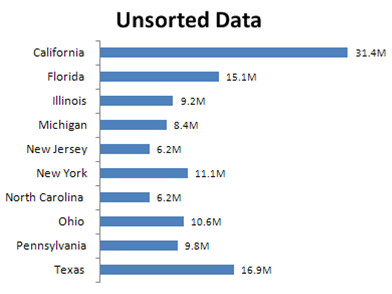 Unsorted Data
California 31.4M
Florida 15.1M
Illinois 9.2M
Michigan 8.4M
New Jersey 6.2M
New York 11.1M
North Carolina 6.2M
Ohio 10.6M
Pennsylvania 9.8M
Texas 16.9M